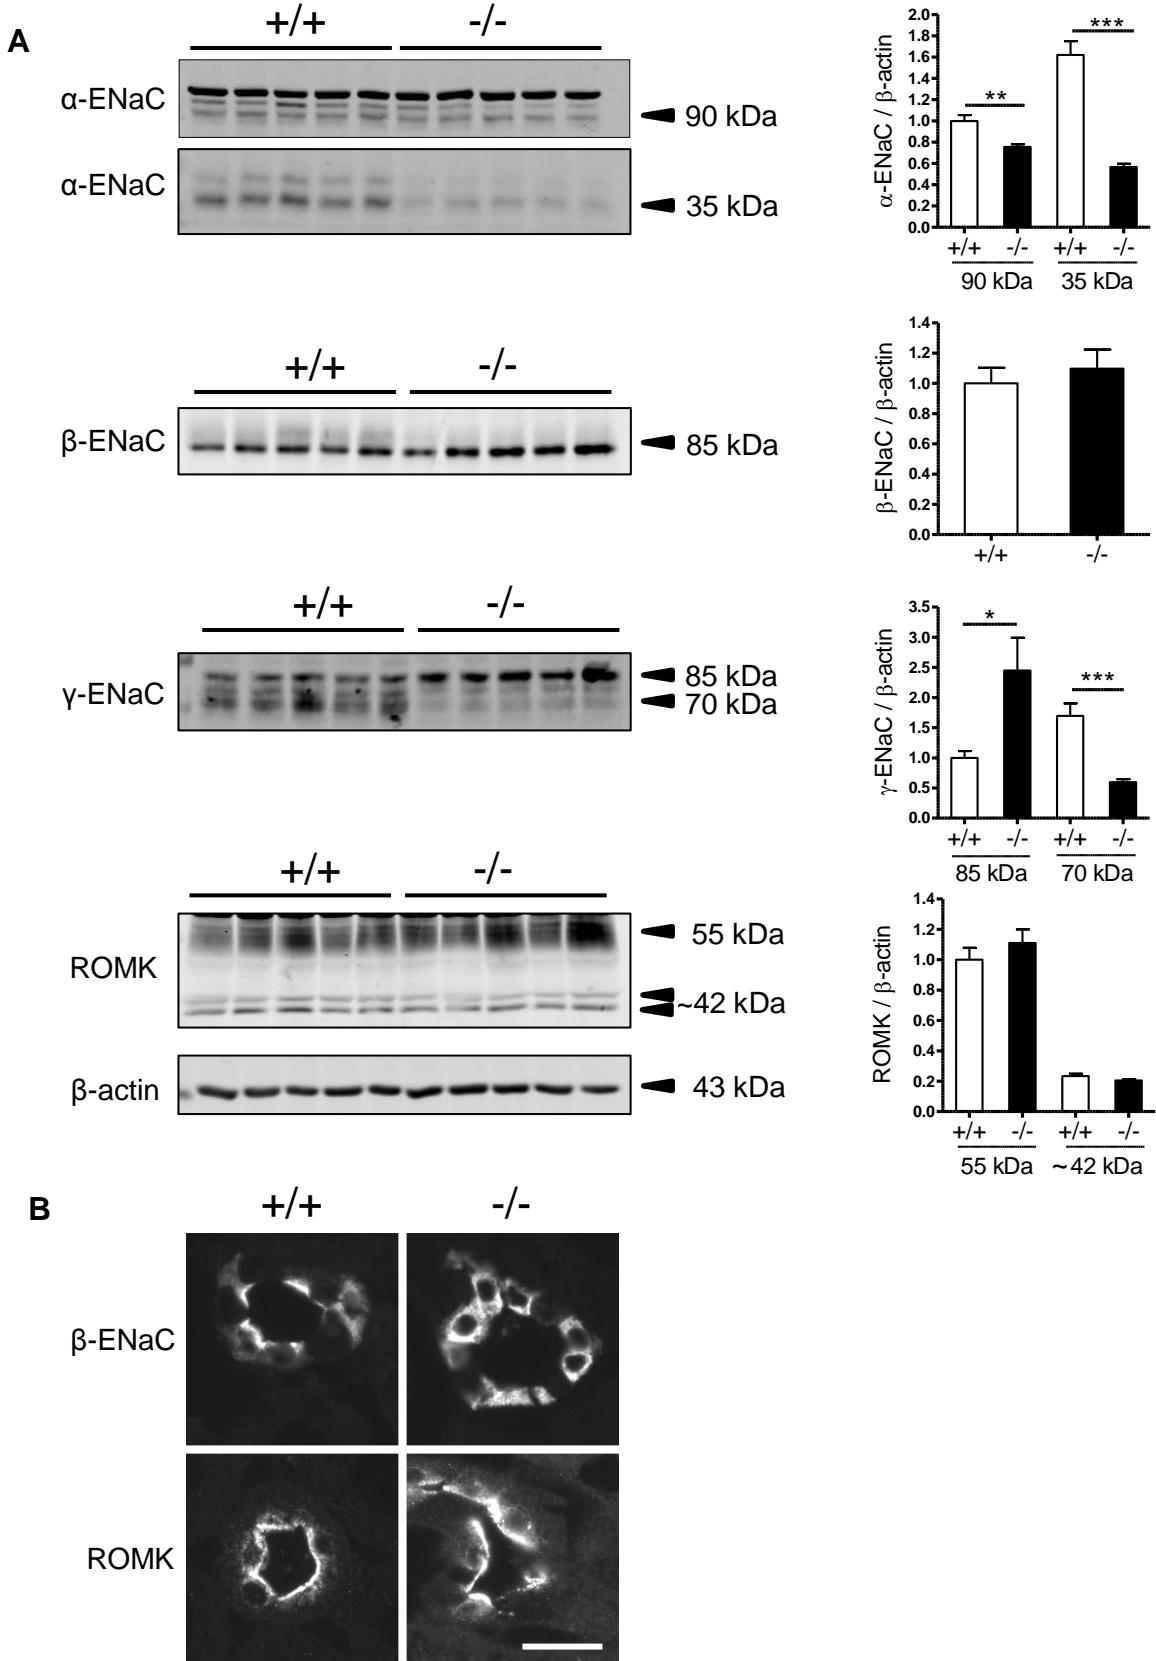 A
+/+ -/-
α-ENaC
90 kDa
α-ENaC
35 kDa
α-ENaC / β-actin
2.0
1.8
1.6
1.4
1.2
1.0
0.8
0.6
0.4
0.2
0.0
**
***
+/+ -/- +/+ -/-
90 kDa 35 kDa
+/+ -/-
β-ENaC
85 kDa
β-ENaC / β-actin
1.4
1.2
1.0
0.8
0.6
0.4
0.2
0.0
+/+ -/-
+/+ -/-
γ-ENaC
85 kDa
70 kDa
γ-ENaC / β-actin
3.5
3.0
2.5
2.0
1.5
1.0
0.5
0.0
*
***
+/+ -/- +/+ -/-
85 kDa 70 kDa
+/+ -/-
ROMK
55 kDa
~42 kDa
β-actin
43 kDa
ROMK / β-actin
1.4
1.2
1.0
0.8
0.6
0.4
0.2
0.0
+/+ -/- +/+ -/-
55 kDa ~42 kDa
B
+/+ -/-
β-ENaC
ROMK